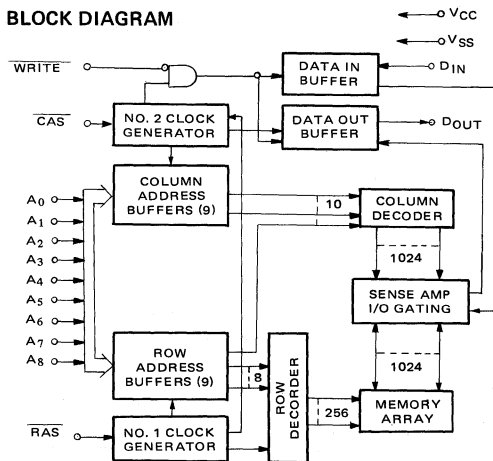 BLOCK DIAGRAM
VCC
VSS
WRITE
DATA IN
BUFFER
DIN
CAS
NO. 2 CLOCK
GENERATOR
DATA OUT
BUFFER
DOUT
COLUMN
ADDRESS
BUFFERS (9)
10
COLUMN
DECODER
A0
A1
A2
A3
A4
A5
A6
A7
A8
1024
SENSE AMP
I/O GATING
ROW
ADDRESS
BUFFERS (9)
8
ROW
DECORDER
1024
256
MEMORY
ARRAY
RAS
NO. 1 CLOCK
GENERATOR